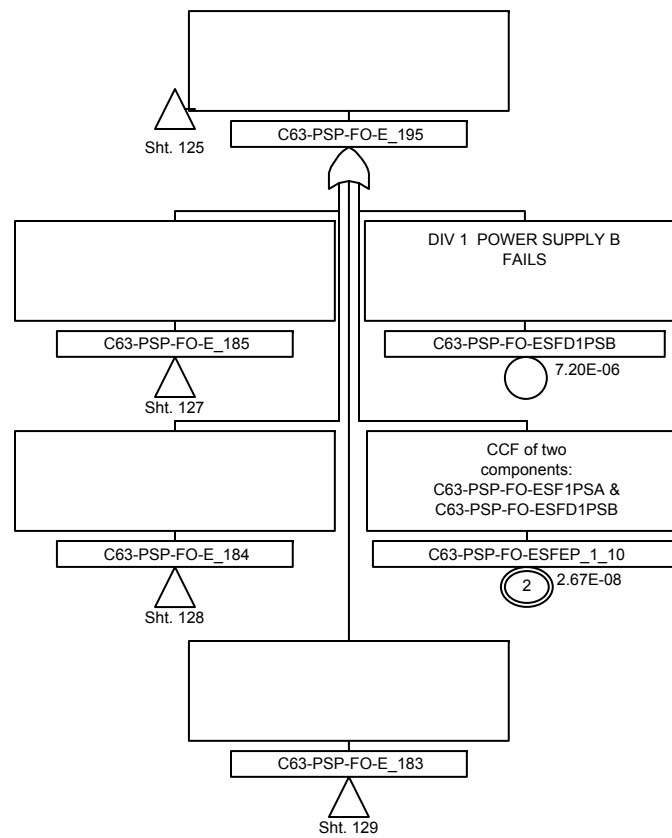 Sht. 125
C63-PSP-FO-E_195
C63-PSP-FO-E_185
Sht. 127
DIV 1 POWER SUPPLY B
FAILS
C63-PSP-FO-ESFD1PSB
7.20E-06
C63-PSP-FO-E_184
Sht. 128
CCF of two
components:
C63-PSP-FO-ESF1PSA &
C63-PSP-FO-ESFD1PSB
C63-PSP-FO-ESFEP_1_10
2
2.67E-08
C63-PSP-FO-E_183
Sht. 129